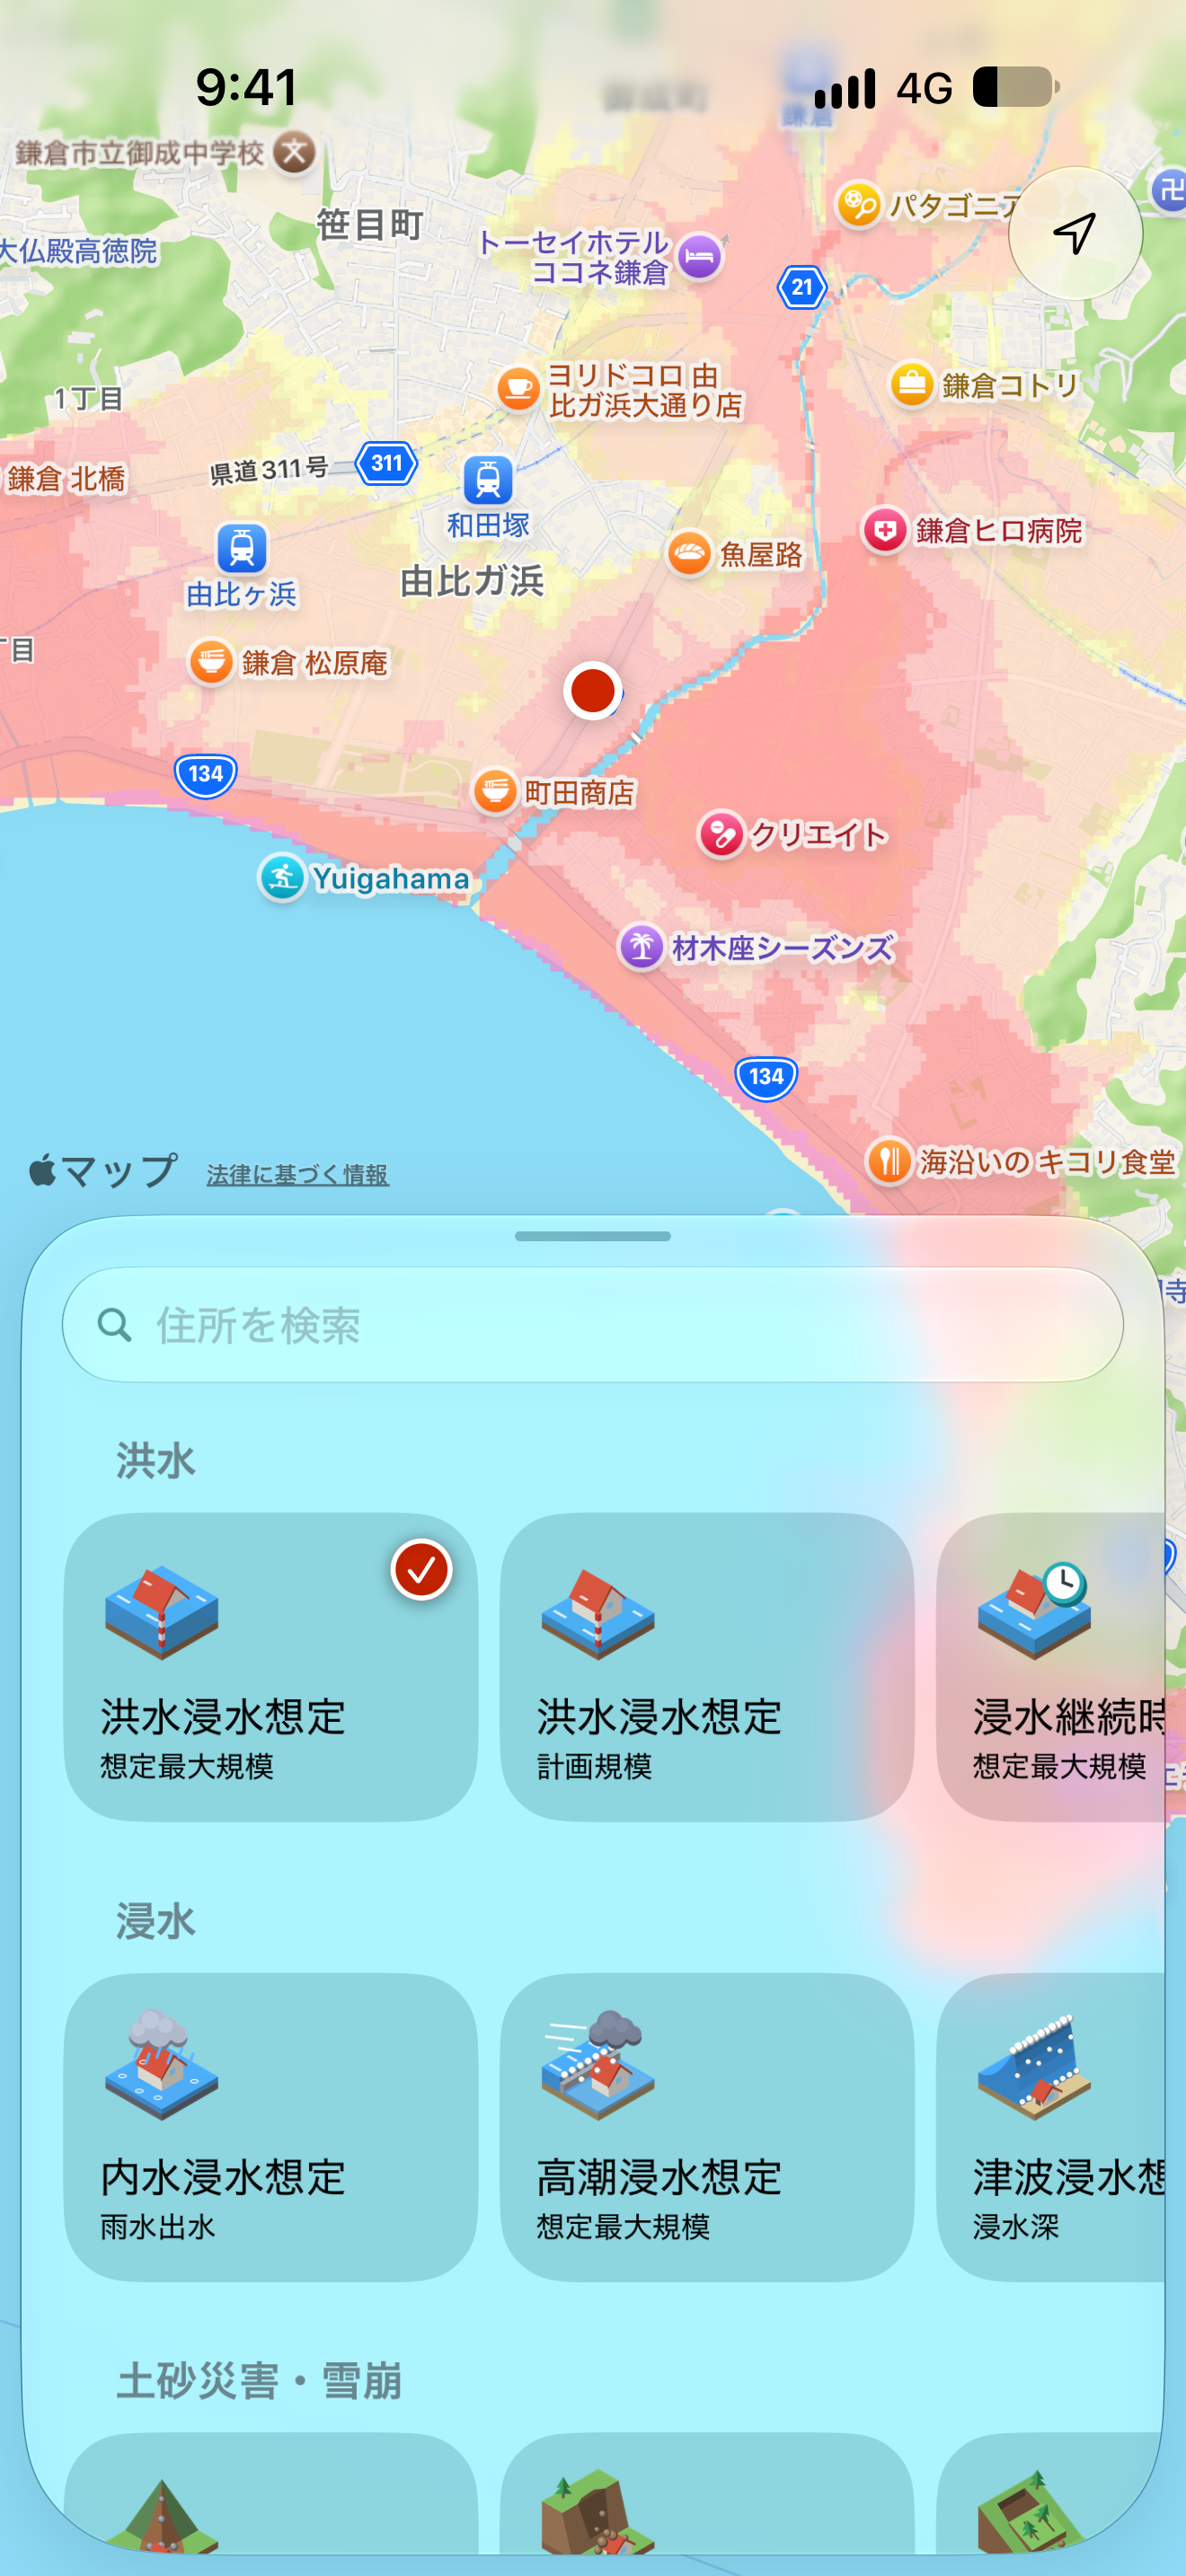 9:41
4G
鎌倉
鎌倉市立御成中学校
文
パタゴニア
卍
笹目町
大仏殿高徳院
トーセイホテル
ココネ鎌倉
21
ヨリドコロ 由
比ガ浜大通り店
鎌倉コトリ
1丁目
県道311号
311
鎌倉 北橋
和田塚
鎌倉ヒロ病院
魚屋路
由比ヶ浜
由比ガ浜
丁目
鎌倉 松原庵
134
町田商店
クリエイト
Yuigahama
材木座シーズンズ
134
海沿いの キコリ食堂
マップ
法律に基づく情報
寺
住所を検索
洪水
洪水浸水想定
想定最大規模
洪水浸水想定
計画規模
浸水継続時
想定最大規模
浸水
内水浸水想定
雨水出水
高潮浸水想定
想定最大規模
津波浸水想
浸水深
土砂災害・雪崩